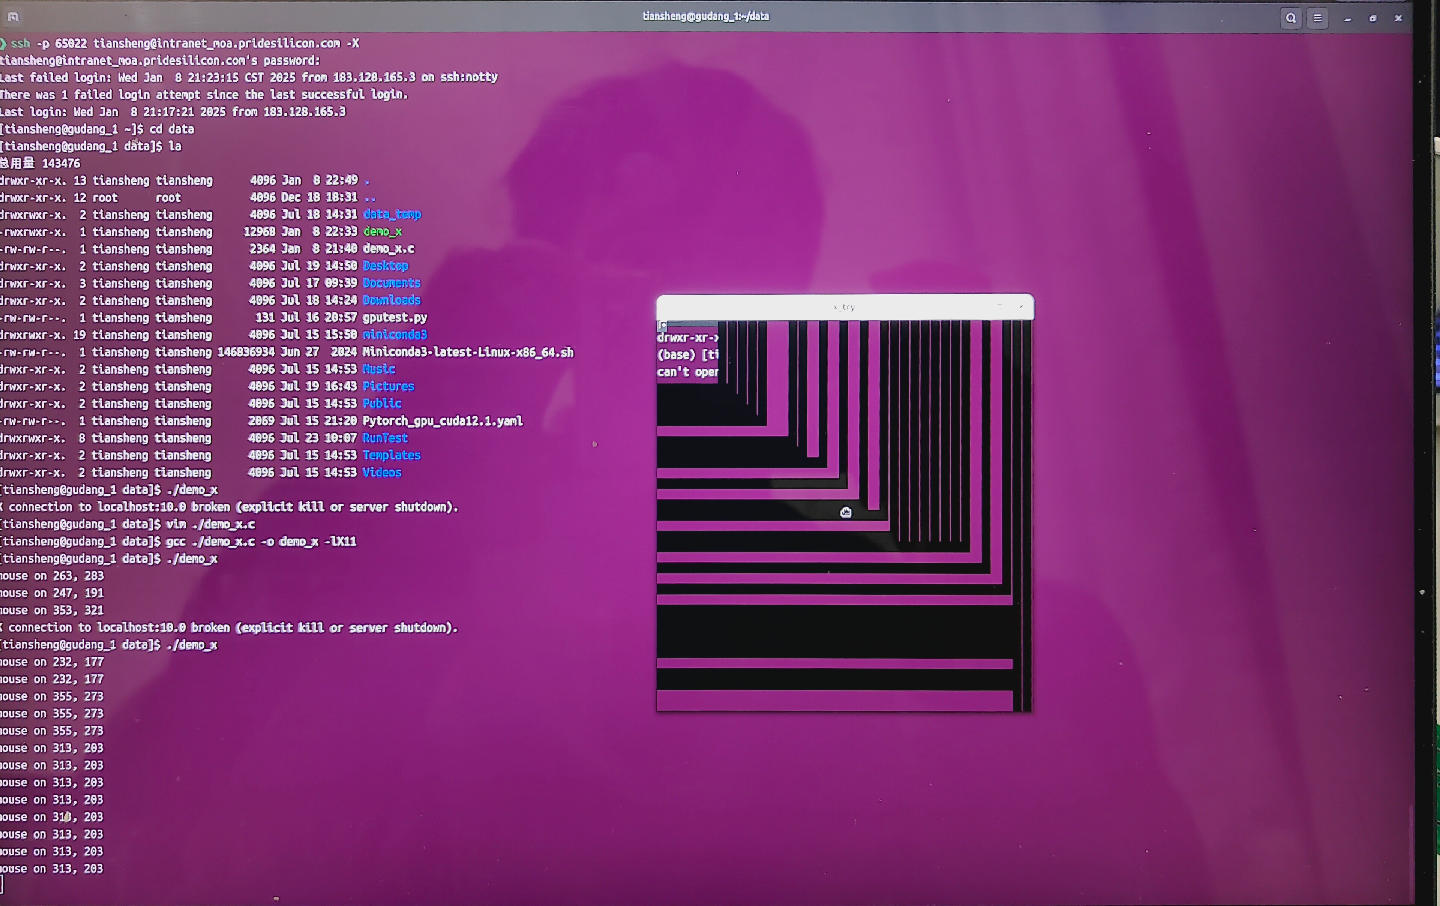 tiansheng@gudang_1:~/data
❯ ssh -p 65022 tiansheng@intranet_moa.pridesilicon.com -X
tiansheng@intranet_moa.pridesilicon.com's password:
Last failed login: Wed Jan  8 21:23:15 CST 2025 from 183.128.165.3 on ssh:notty
There was 1 failed login attempt since the last successful login.
Last login: Wed Jan  8 21:17:21 2025 from 183.128.165.3
[tiansheng@gudang_1 ~]$ cd data
[tiansheng@gudang_1 data]$ la
总用量 143476
drwxr-xr-x. 13 tiansheng tiansheng      4096 Jan  8 22:49 .
drwxr-xr-x. 12 root      root           4096 Dec 18 18:31 ..
drwxrwxr-x.  2 tiansheng tiansheng      4096 Jul 18 14:31 data_temp
-rwxrwxr-x.  1 tiansheng tiansheng     12968 Jan  8 22:33 demo_x
-rw-rw-r--.  1 tiansheng tiansheng      2364 Jan  8 21:40 demo_x.c
drwxr-xr-x.  2 tiansheng tiansheng      4096 Jul 19 14:50 Desktop
drwxr-xr-x.  3 tiansheng tiansheng      4096 Jul 17 09:39 Documents
drwxr-xr-x.  2 tiansheng tiansheng      4096 Jul 18 14:24 Downloads
-rw-rw-r--.  1 tiansheng tiansheng       131 Jul 16 20:57 gputest.py
drwxrwxr-x. 19 tiansheng tiansheng      4096 Jul 15 15:50 miniconda3
-rw-rw-r--.  1 tiansheng tiansheng 146836934 Jun 27  2024 Miniconda3-latest-Linux-x86_64.sh
drwxr-xr-x.  2 tiansheng tiansheng      4096 Jul 15 14:53 Music
drwxr-xr-x.  2 tiansheng tiansheng      4096 Jul 19 16:43 Pictures
drwxr-xr-x.  2 tiansheng tiansheng      4096 Jul 15 14:53 Public
-rw-rw-r--.  1 tiansheng tiansheng      2069 Jul 15 21:20 Pytorch_gpu_cuda12.1.yaml
drwxrwxr-x.  8 tiansheng tiansheng      4096 Jul 23 10:07 RunTest
drwxr-xr-x.  2 tiansheng tiansheng      4096 Jul 15 14:53 Templates
drwxr-xr-x.  2 tiansheng tiansheng      4096 Jul 15 14:53 Videos
[tiansheng@gudang_1 data]$ ./demo_x
X connection to localhost:10.0 broken (explicit kill or server shutdown).
[tiansheng@gudang_1 data]$ vim ./demo_x.c
[tiansheng@gudang_1 data]$ gcc ./demo_x.c -o demo_x -lX11
[tiansheng@gudang_1 data]$ ./demo_x
mouse on 263, 283
mouse on 247, 191
mouse on 353, 321
X connection to localhost:10.0 broken (explicit kill or server shutdown).
[tiansheng@gudang_1 data]$ ./demo_x
mouse on 232, 177
mouse on 232, 177
mouse on 355, 273
mouse on 355, 273
mouse on 355, 273
mouse on 313, 203
mouse on 313, 203
mouse on 313, 203
mouse on 313, 203
mouse on 313, 203
mouse on 313, 203
mouse on 313, 203
mouse on 313, 203
x_try
drwxr-xr-x
(base) [ti
can't oper